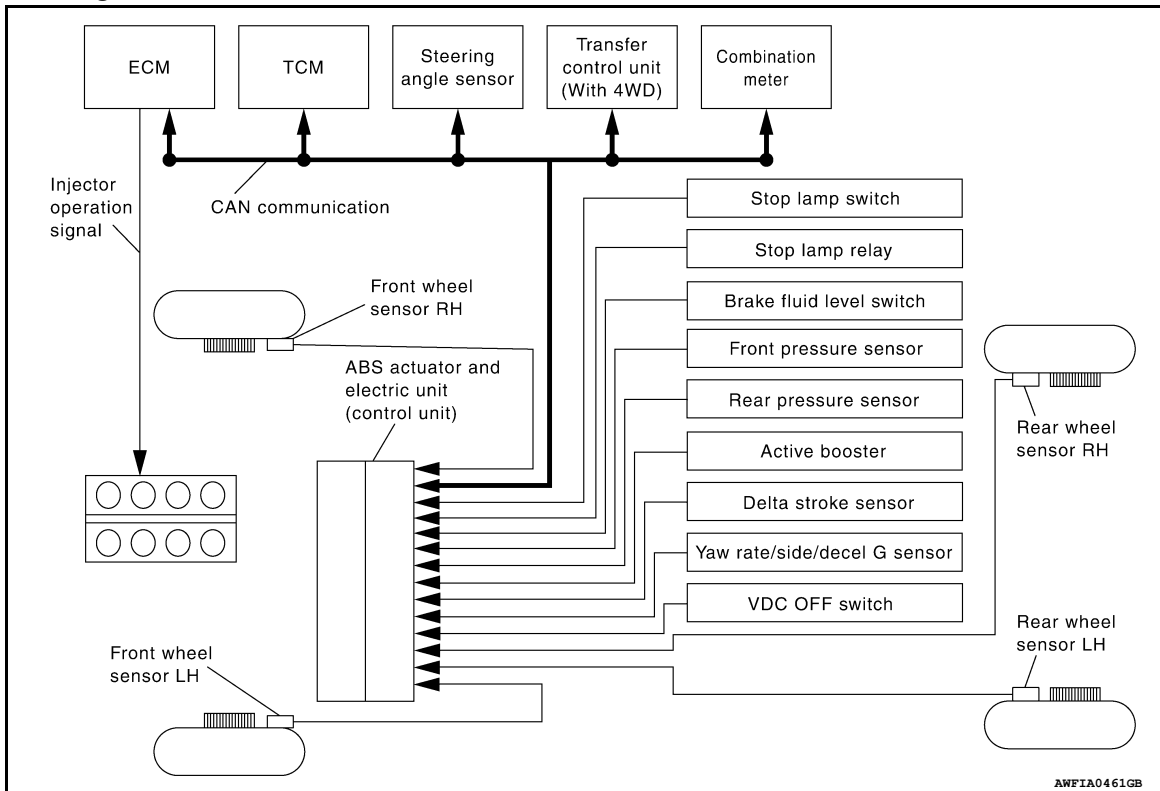 ECM
TCM
Steering
angle sensor
Transfer
control unit
(With 4WD)
Combination
meter
Injector
operation
signal
CAN communication
Stop lamp switch
Stop lamp relay
Brake fluid level switch
Front pressure sensor
Rear pressure sensor
Active booster
Delta stroke sensor
Yaw rate/side/decel G sensor
VDC OFF switch
Front wheel
sensor RH
ABS actuator and
electric unit
(control unit)
Rear wheel
sensor RH
Front wheel
sensor LH
Rear wheel
sensor LH
AWFIA0461GB